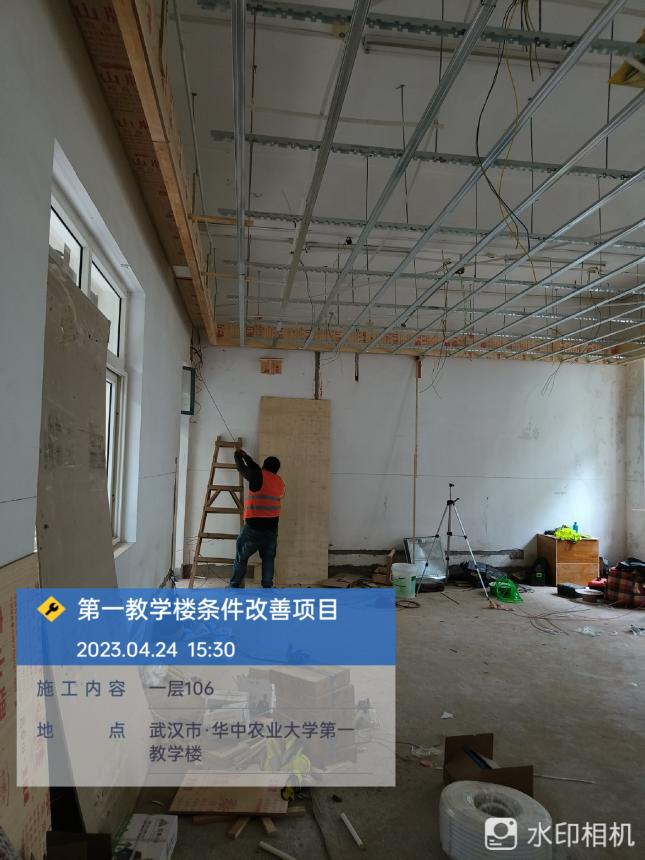 第一教学楼条件改善项目
2023.04.24 15:30
施工内容 一层106
地点 武汉市·华中农业大学第一
教学楼
水印相机